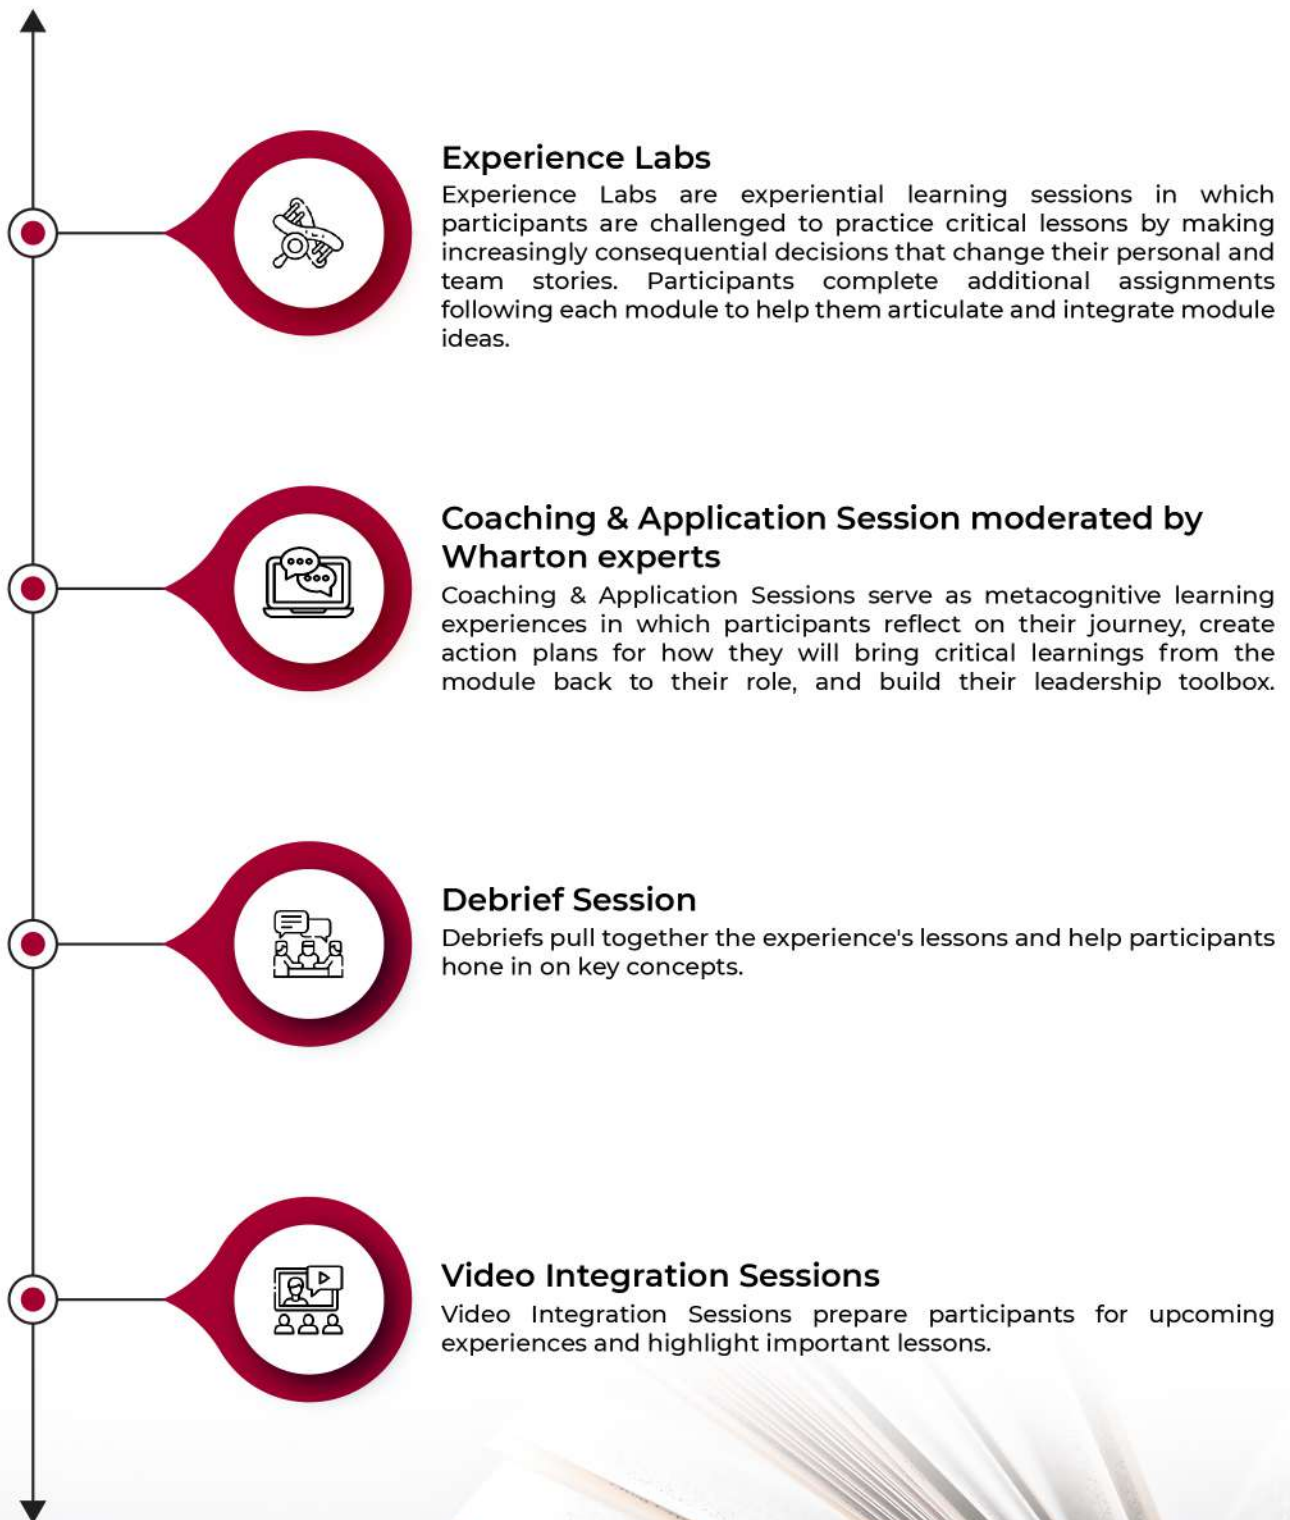 Experience Labs
Experience Labs are experiential learning sessions in which
participants are challenged to practice critical lessons by making
increasingly consequential decisions that change their personal and
team stories. Participants complete additional assignments
following each module to help them articulate and integrate module
ideas.
Coaching & Application Session moderated by
Wharton experts
Coaching & Application Sessions serve as metacognitive learning
experiences in which participants reflect on their journey, create
action plans for how they will bring critical learnings from the
module back to their role, and build their leadership toolbox.
Debrief Session
Debriefs pull together the experience's lessons and help participants
hone in on key concepts.
Video Integration Sessions
Video Integration Sessions prepare participants for upcoming
experiences and highlight important lessons.